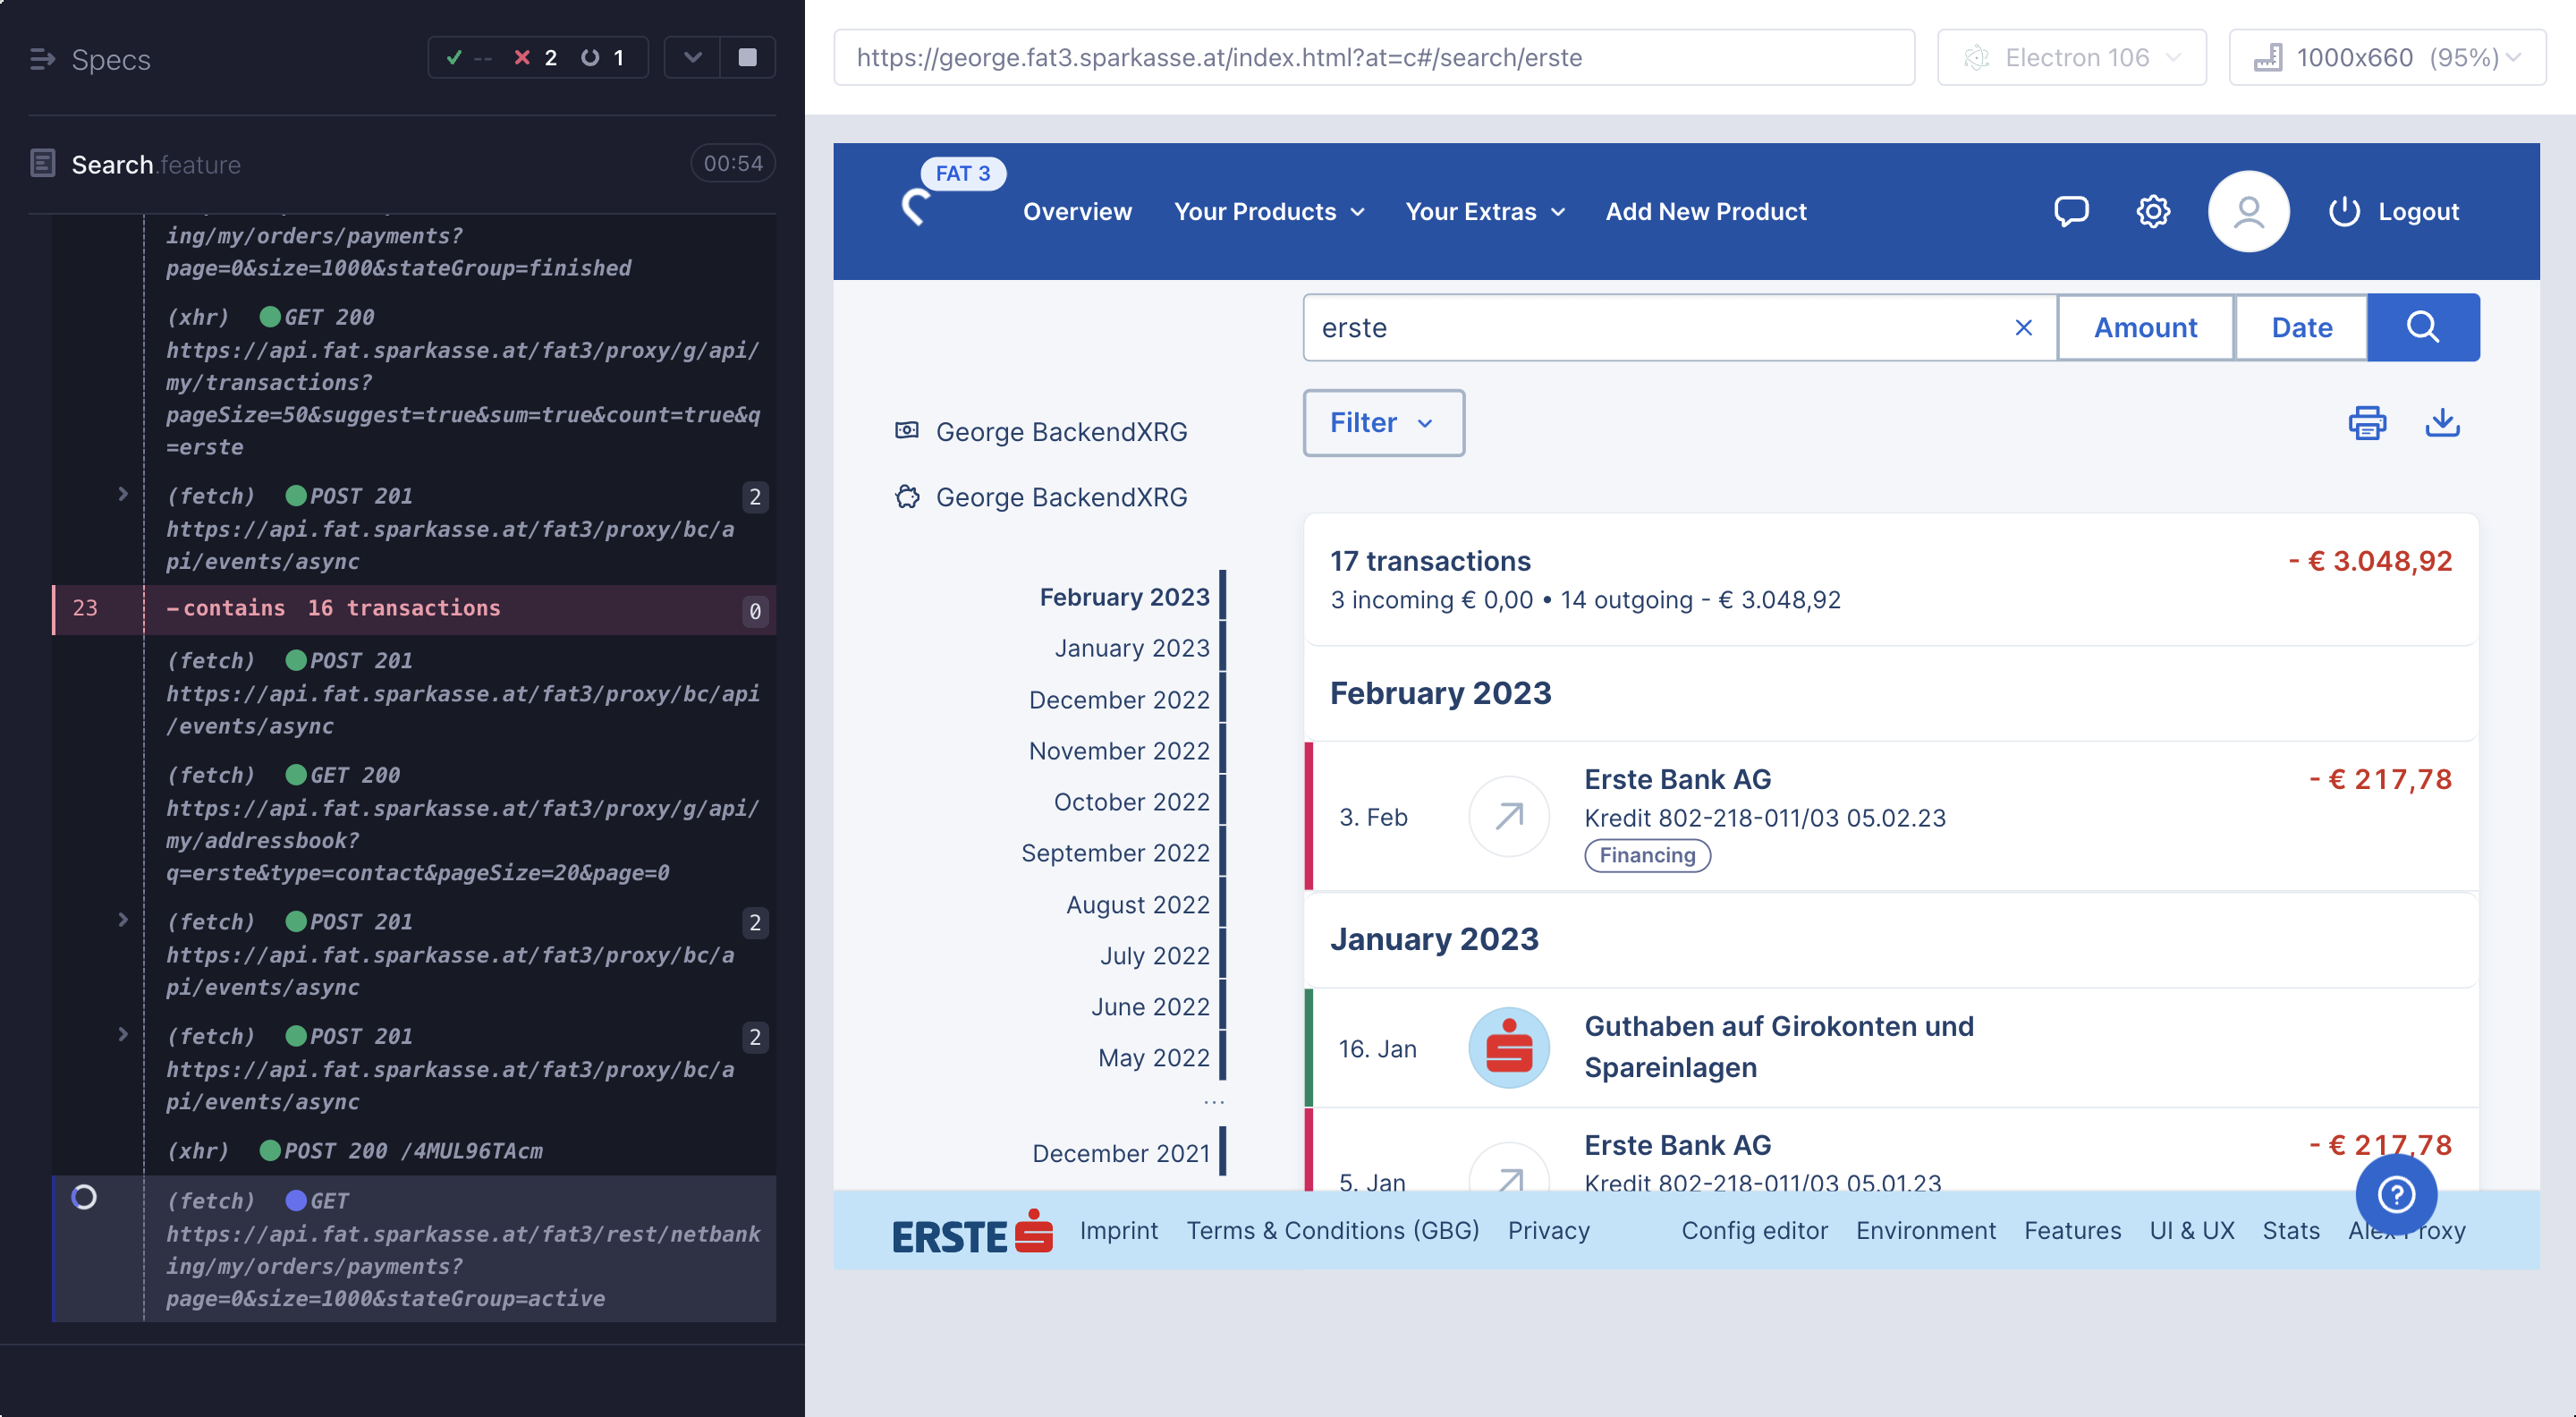 Specs
-- 2 1
Search.feature 00:54
ing/my/orders/payments?
page=0&size=1000&stateGroup=finished
(xhr) GET 200
https://api.fat.sparkasse.at/fat3/proxy/g/api/
my/transactions?
pageSize=50&suggest=true&sum=true&count=true&q
=erste
(fetch) POST 201 2
https://api.fat.sparkasse.at/fat3/proxy/bc/a
pi/events/async
23 -contains 16 transactions 0
(fetch) POST 201
https://api.fat.sparkasse.at/fat3/proxy/bc/api
/events/async
(fetch) GET 200
https://api.fat.sparkasse.at/fat3/proxy/g/api/
my/addressbook?
q=erste&type=contact&pageSize=20&page=0
(fetch) POST 201 2
https://api.fat.sparkasse.at/fat3/proxy/bc/a
pi/events/async
(fetch) POST 201 2
https://api.fat.sparkasse.at/fat3/proxy/bc/a
pi/events/async
(xhr) POST 200 /4MUL96TAcm
(fetch) GET
https://api.fat.sparkasse.at/fat3/rest/netbank
ing/my/orders/payments?
page=0&size=1000&stateGroup=active
https://george.fat3.sparkasse.at/index.html?at=c#/search/erste
Electron 106
1000x660 (95%)
FAT 3
Overview Your Products Your Extras Add New Product Logout
erste Amount Date
Filter
George BackendXRG
George BackendXRG
February 2023
January 2023
December 2022
November 2022
October 2022
September 2022
August 2022
July 2022
June 2022
May 2022
...
December 2021
17 transactions - € 3.048,92
3 incoming € 0,00 • 14 outgoing - € 3.048,92
February 2023
Erste Bank AG - € 217,78
3. Feb Kredit 802-218-011/03 05.02.23
Financing
January 2023
Guthaben auf Girokonten und
16. Jan
Spareinlagen
Erste Bank AG - € 217,78
5. Jan Kredit 802-218-011/03 05.01.23
ERSTE Imprint Terms & Conditions (GBG) Privacy Config editor Environment Features UI & UX Stats